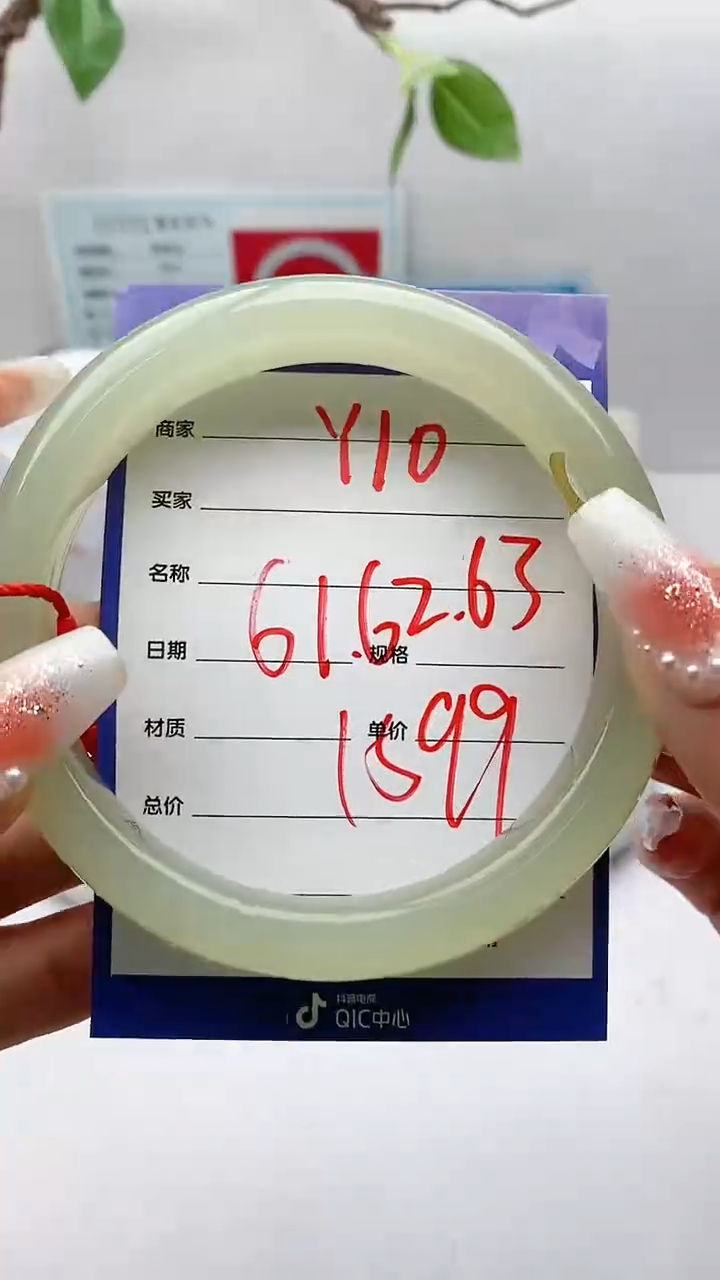 商家 Y10
买家
名称
61.62.63
日期 规格
材质 单价
1599
总价
抖音电商
QIC中心